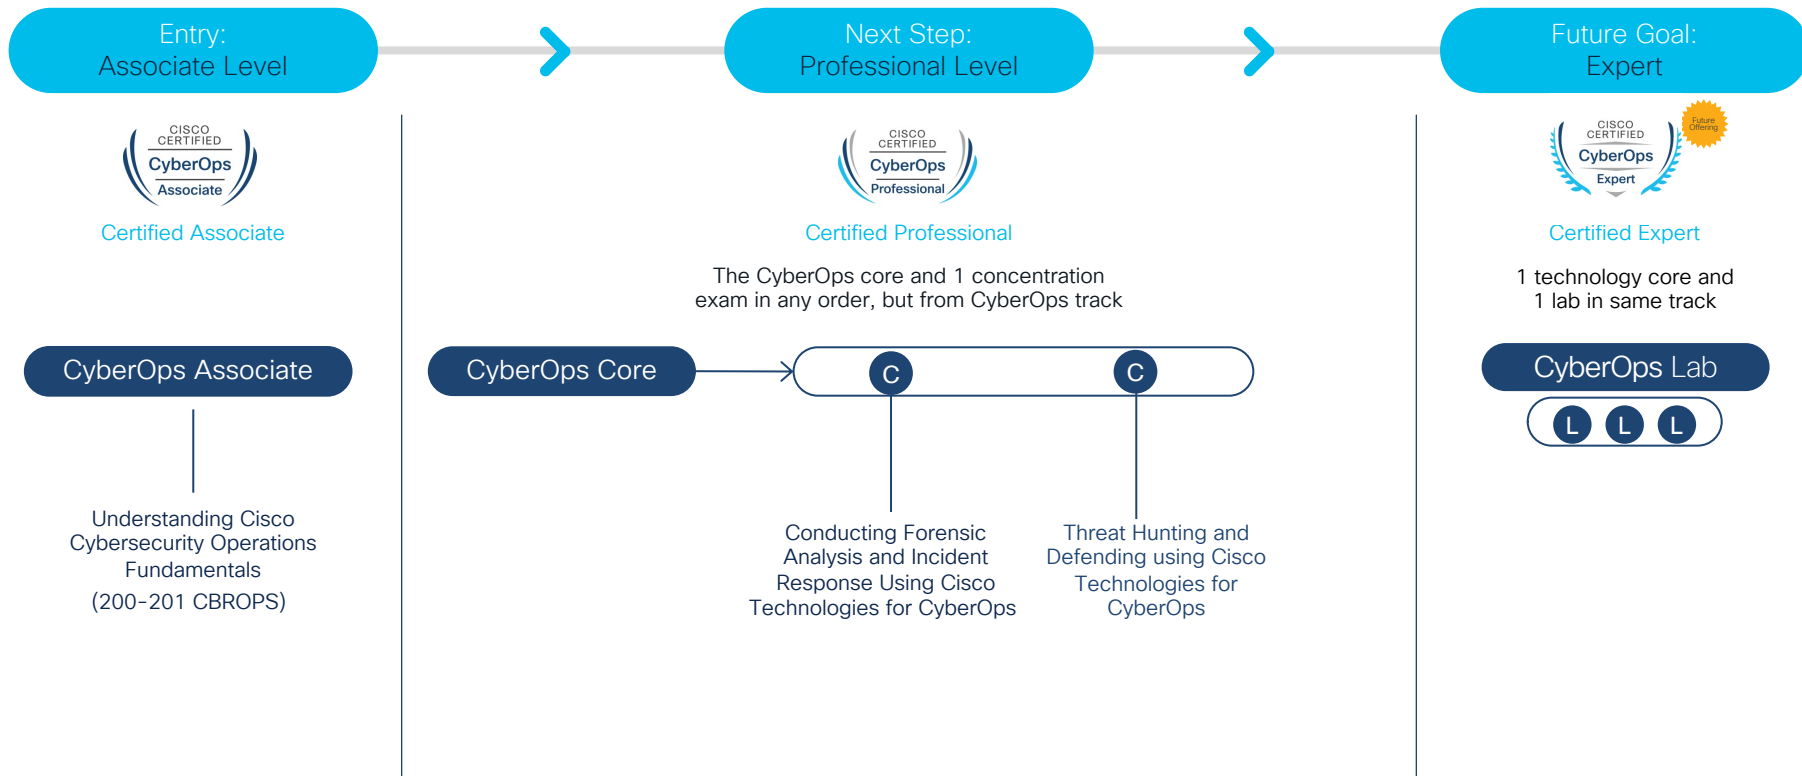 Entry:
Associate Level
Next Step:
Professional Level
Future Goal:
Expert
CISCO
CERTIFIED
CyberOps
Associate
Certified Associate
CISCO
CERTIFIED
CyberOps
Professional
Certified Professional
The CyberOps core and 1 concentration
exam in any order, but from CyberOps track
CISCO
CERTIFIED
CyberOps
Expert
Future
Offering
Certified Expert
1 technology core and
1 lab in same track
CyberOps Associate
CyberOps Core
C
C
CyberOps Lab
L L L
Understanding Cisco
Cybersecurity Operations
Fundamentals
(200-201 CBROPS)
Conducting Forensic
Analysis and Incident
Response Using Cisco
Technologies for CyberOps
Threat Hunting and
Defending using Cisco
Technologies for
CyberOps